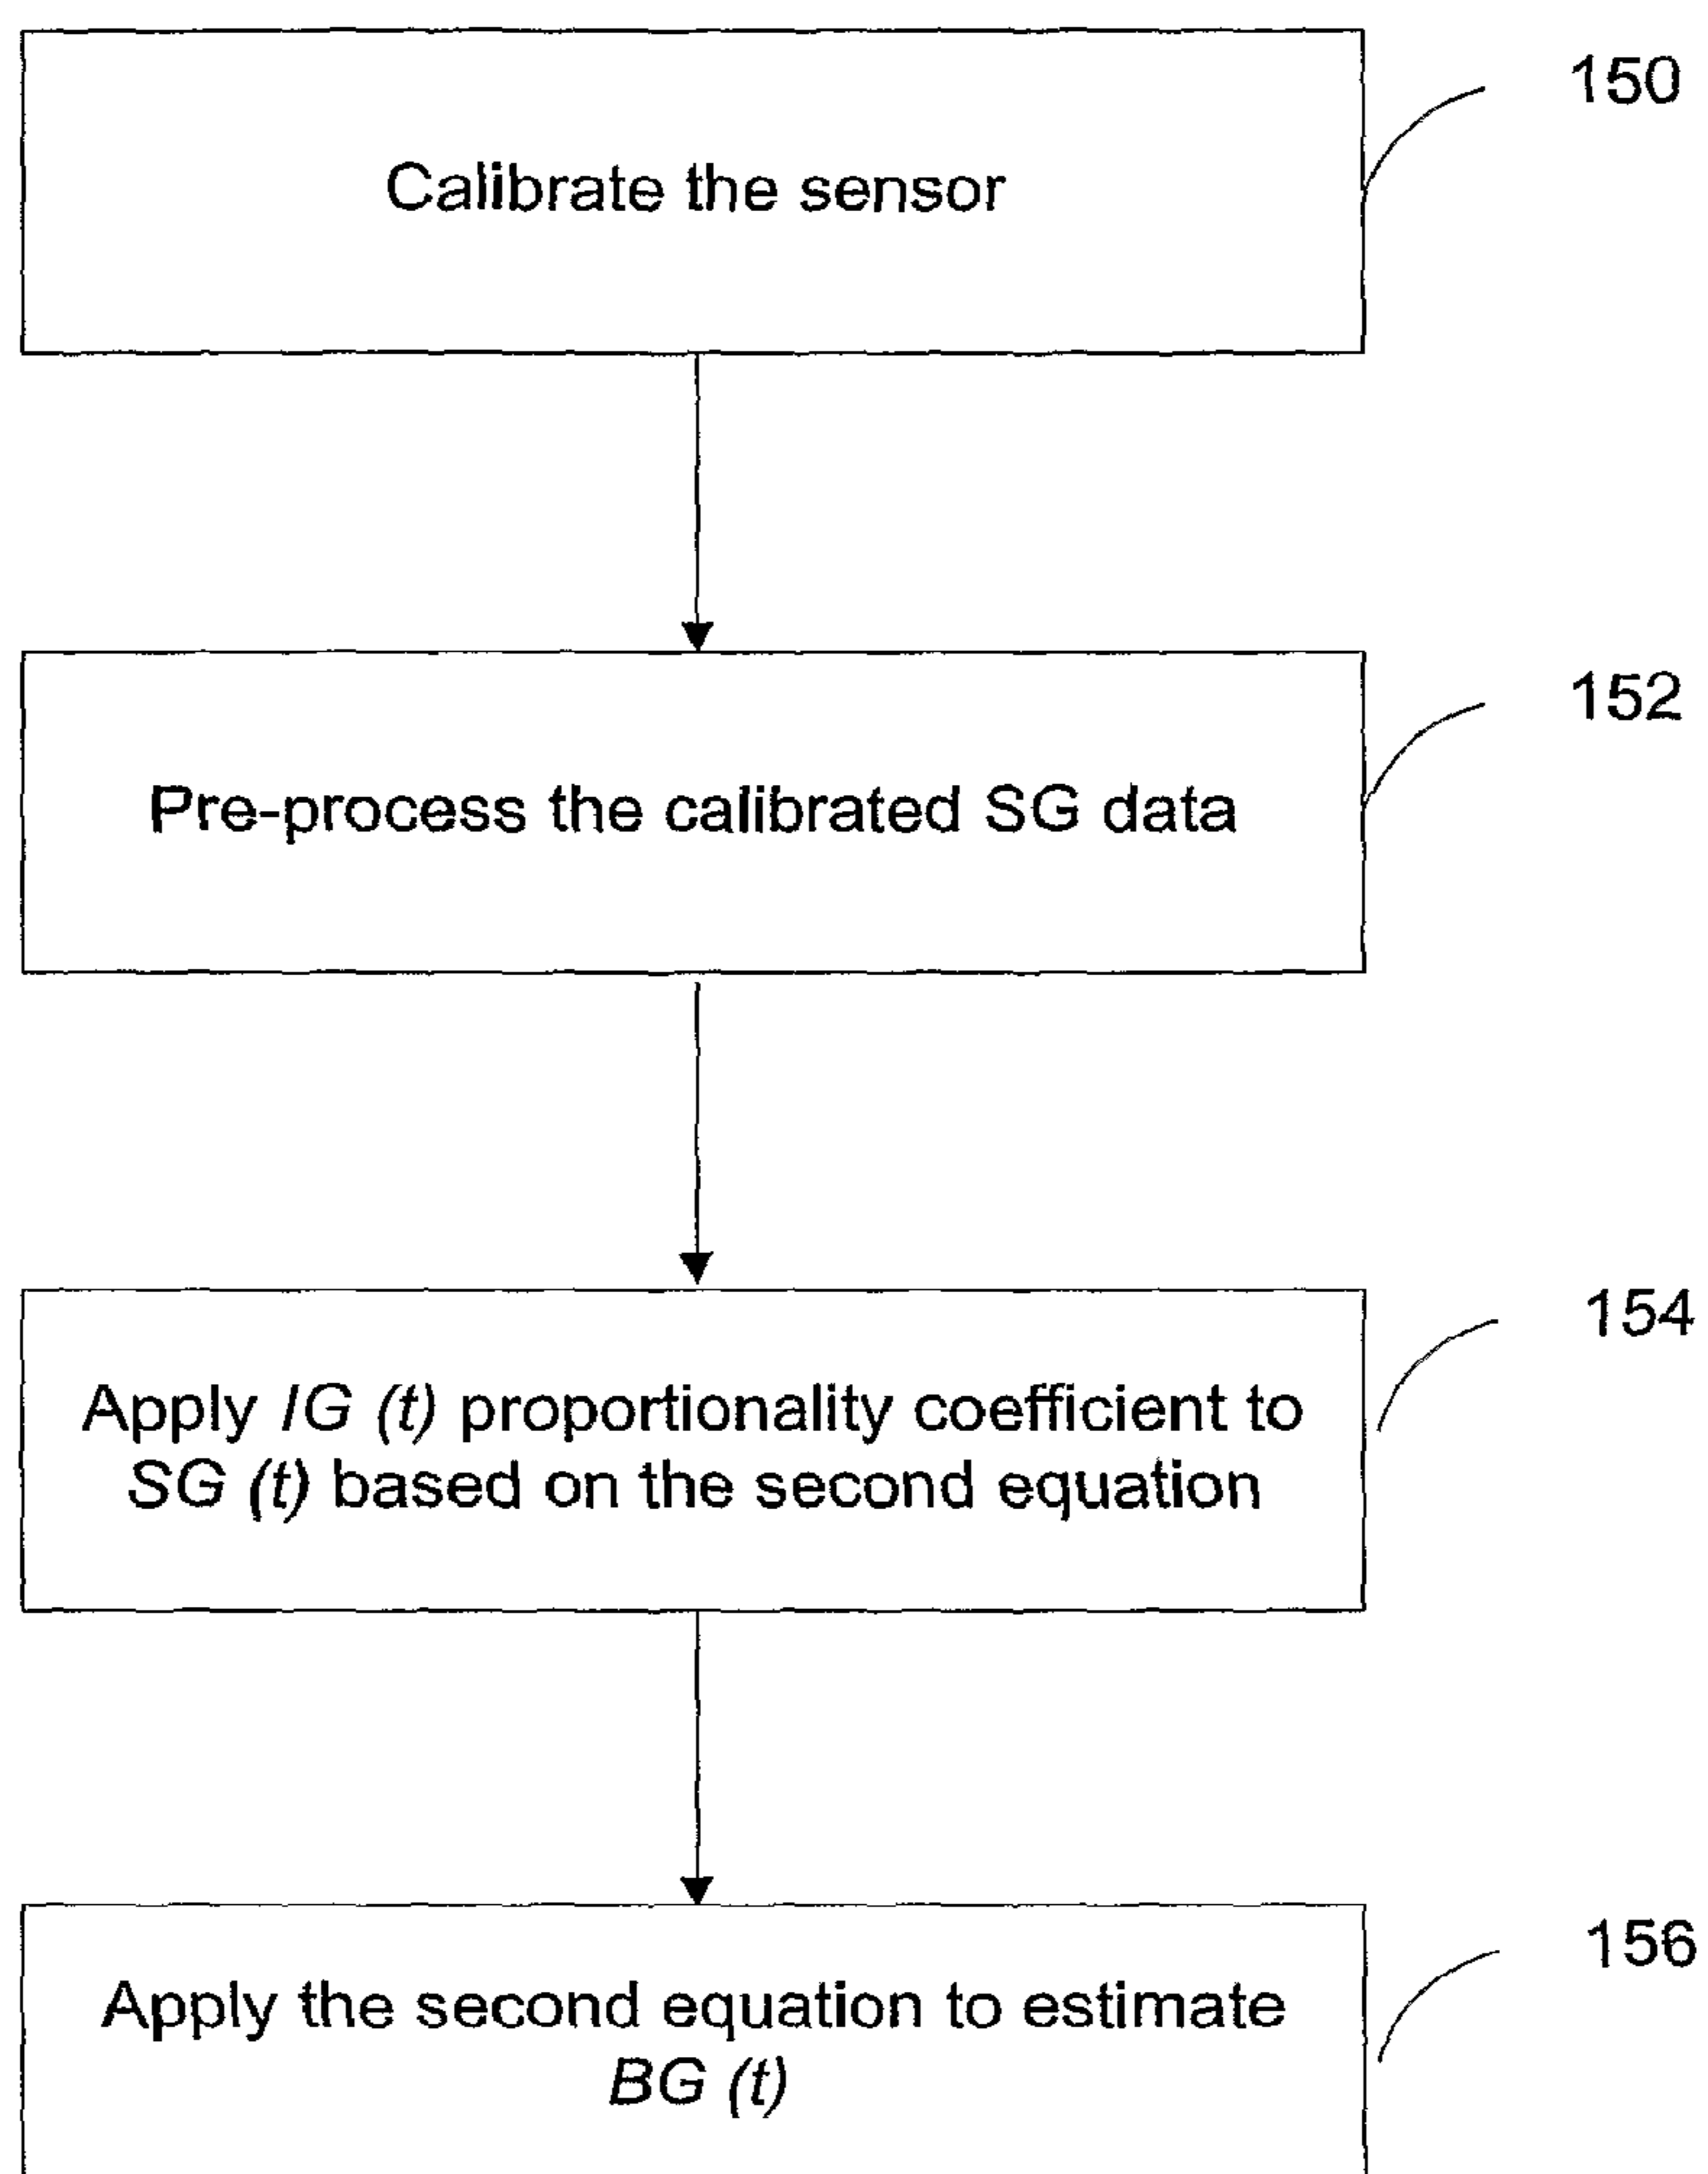 150
Calibrate the sensor
152
Pre-process the calibrated SG data
154
Apply IG (t) proportionality coefficient to
SG (t) based on the second equation
156
Apply the second equation to estimate
BG (t)